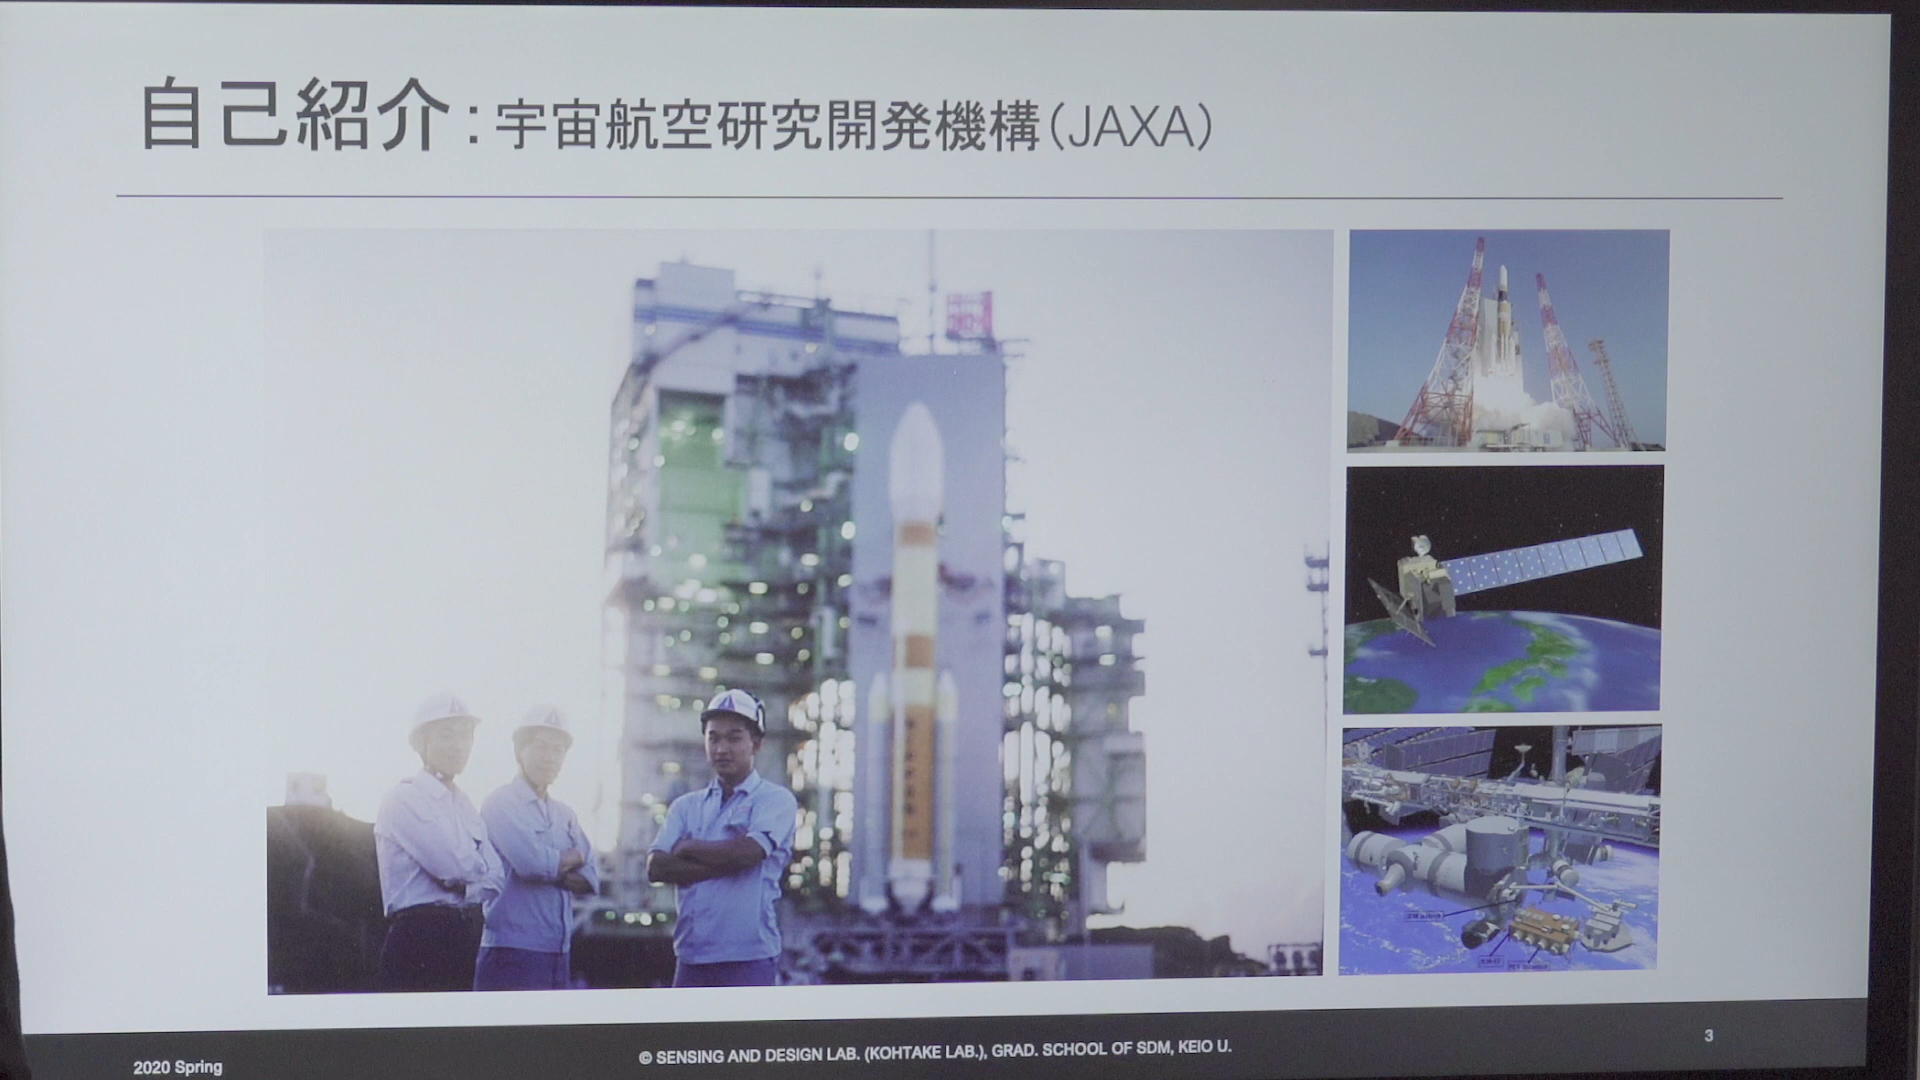 自己紹介：宇宙航空研究開発機構（JAXA）
2020 Spring
© SENSING AND DESIGN LAB. (KOHTAKE LAB.), GRAD. SCHOOL OF SDM, KEIO U.
3